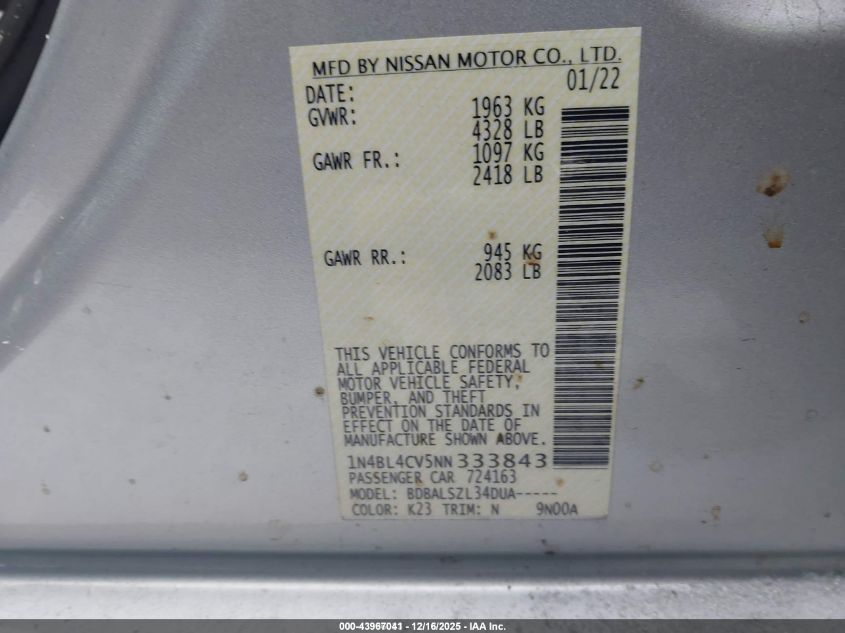 MFD BY NISSAN MOTOR CO., LTD.
DATE: 01/22
GVWR: 1963 KG
4328 LB
GAWR FR.: 1097 KG
2418 LB
GAWR RR.: 945 KG
2083 LB
THIS VEHICLE CONFORMS TO
ALL APPLICABLE FEDERAL
MOTOR VEHICLE SAFETY,
BUMPER, AND THEFT
PREVENTION STANDARDS IN
EFFECT ON THE DATE OF
MANUFACTURE SHOWN ABOVE.
1N4BL4CV5NN333843
PASSENGER CAR 724163
MODEL: BDBALSZL34DUA-----
COLOR: K23 TRIM: N 9N00A
000-43967041 - 12/16/2025 - IAA Inc.